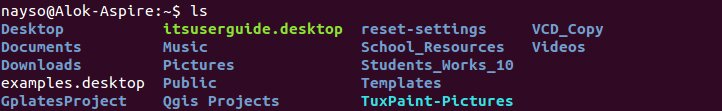 nayso@Alok-Aspire:~$ ls
Desktop itsuserguide.desktop reset-settings VCD_Copy
Documents Music School_Resources Videos
Downloads Pictures Students_Works_10
examples.desktop Public Templates
GplatesProject Qgis Projects TuxPaint-Pictures